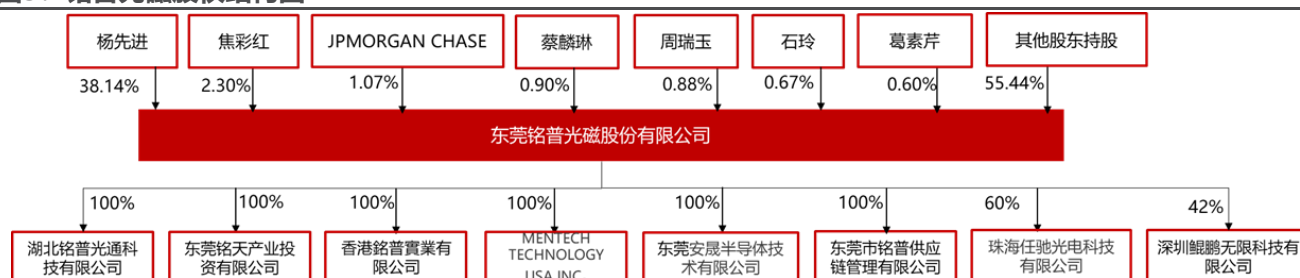 杨先进
焦彩红
JPMORGAN CHASE
蔡麟琳
周瑞玉
石玲
葛素芹
其他股东持股
38.14%
2.30%
1.07%
0.90%
0.88%
0.67%
0.60%
55.44%
东莞铭普光磁股份有限公司
100%
100%
100%
100%
100%
100%
60%
42%
湖北铭普光通科
技有限公司
东莞铭天产业投
资有限公司
香港銘普實業有
限公司
MENTECH
TECHNOLOGY
USA INC
东莞安晟半导体技
术有限公司
东莞市铭普供应
链管理有限公司
珠海任驰光电科技
有限公司
深圳鲲鹏无限科技有
限公司